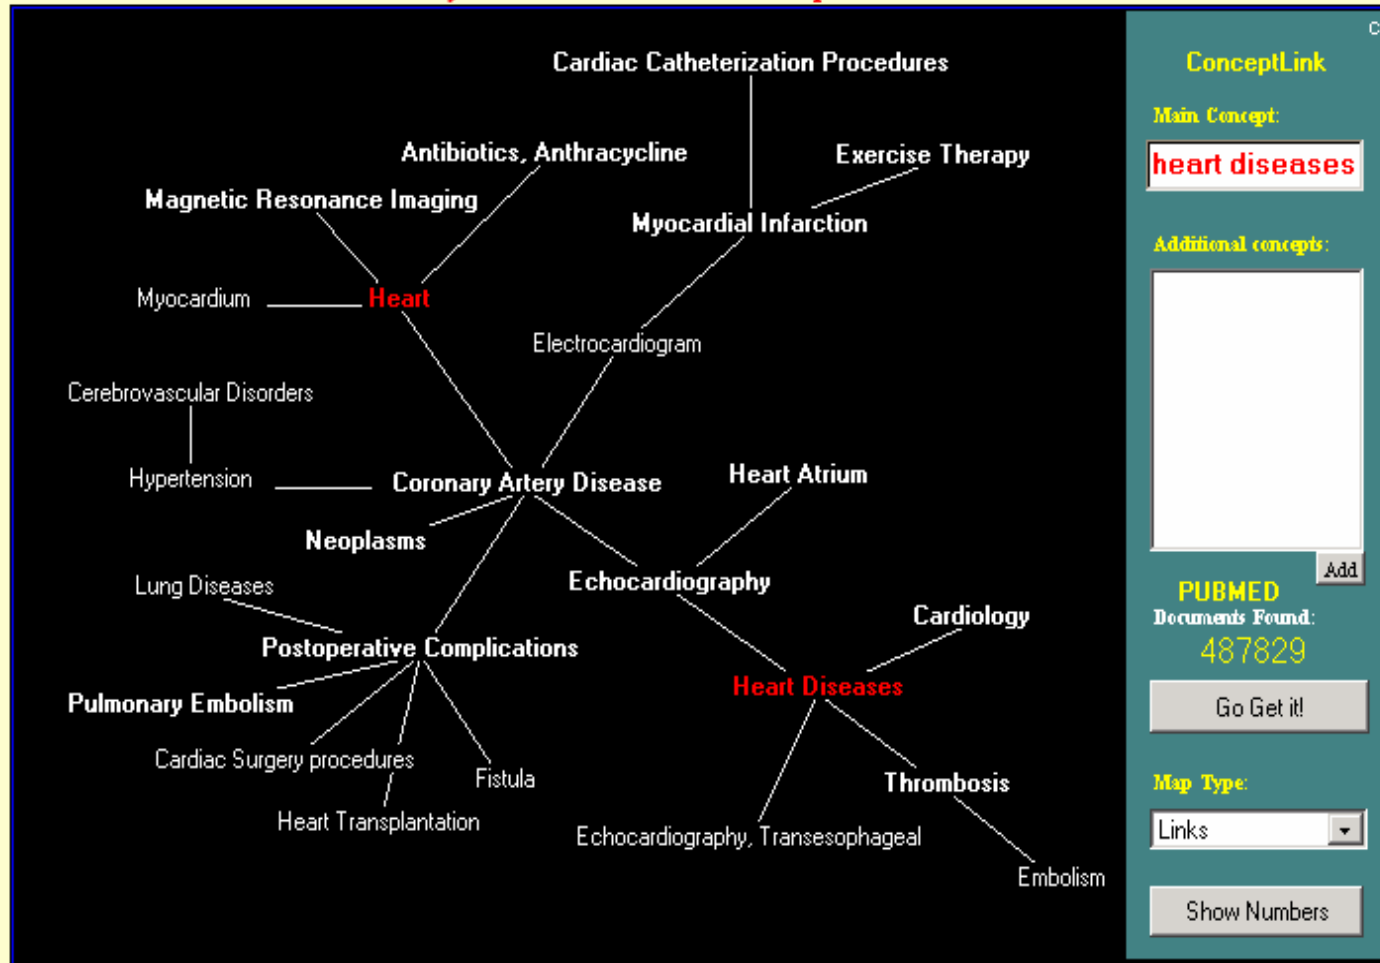 Cardiac Catheterization Procedures
Antibiotics, Anthracycline
Exercise Therapy
Magnetic Resonance Imaging
Myocardial Infarction
Myocardium
Heart
Electrocardiogram
Cerebrovascular Disorders
Hypertension
Coronary Artery Disease
Heart Atrium
Neoplasms
Lung Diseases
Echocardiography
Cardiology
Postoperative Complications
Heart Diseases
Pulmonary Embolism
Cardiac Surgery procedures
Fistula
Thrombosis
Heart Transplantation
Echocardiography, Transesophageal
Embolism
ConceptLink
Main Concept:
heart diseases
Additional concepts:
Add
PUBMED
Documents Found:
487829
Go Get it!
Map Type:
Links
Show Numbers